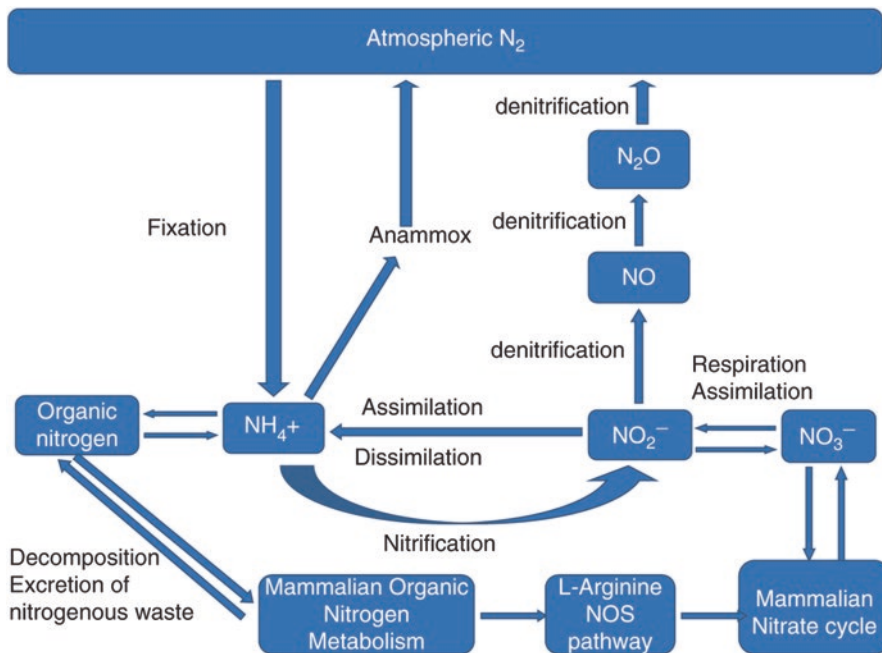 Atmospheric N₂
denitrification
N₂O
Fixation
denitrification
Anammox
NO
denitrification
Respiration
Assimilation
Organic
nitrogen
NH₄+
Assimilation
Dissimilation
NO₂⁻
NO₃⁻
Nitrification
Decomposition
Excretion of
nitrogenous waste
Mammalian Organic
Nitrogen
Metabolism
L-Arginine
NOS
pathway
Mammalian
Nitrate cycle